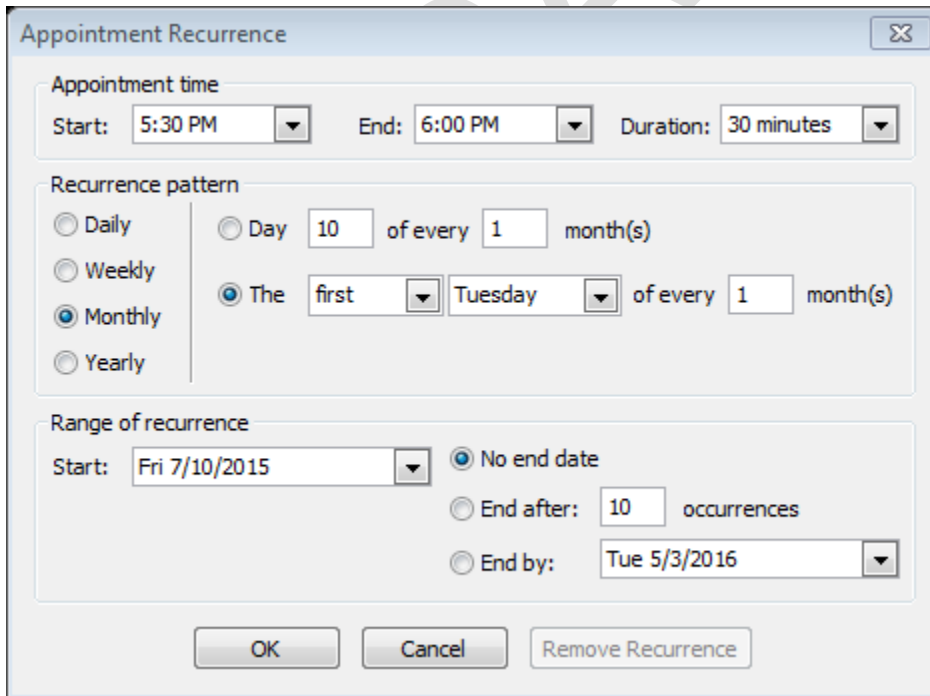 Appointment Recurrence
Appointment time
Start: 5:30 PM End: 6:00 PM Duration: 30 minutes
Recurrence pattern
Daily
Day 10 of every 1 month(s)
Weekly
The first Tuesday of every 1 month(s)
Monthly
Yearly
Range of recurrence
Start: Fri 7/10/2015
No end date
End after: 10 occurrences
End by: Tue 5/3/2016
OK Cancel Remove Recurrence